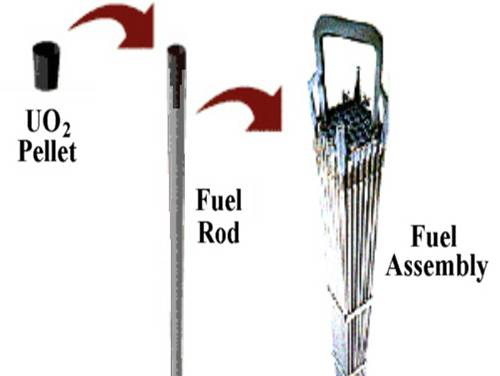 UO₂
Pellet
Fuel
Rod
Fuel
Assembly